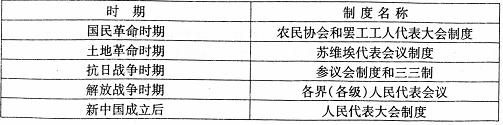 时 期 制 度 名 称
国民革命时期 农民协会和罢工工人代表大会制度
土地革命时期 苏维埃代表会议制度
抗日战争时期 参议会制度和三三制
解放战争时期 各界(各级)人民代表会议
新中国成立后 人民代表大会制度